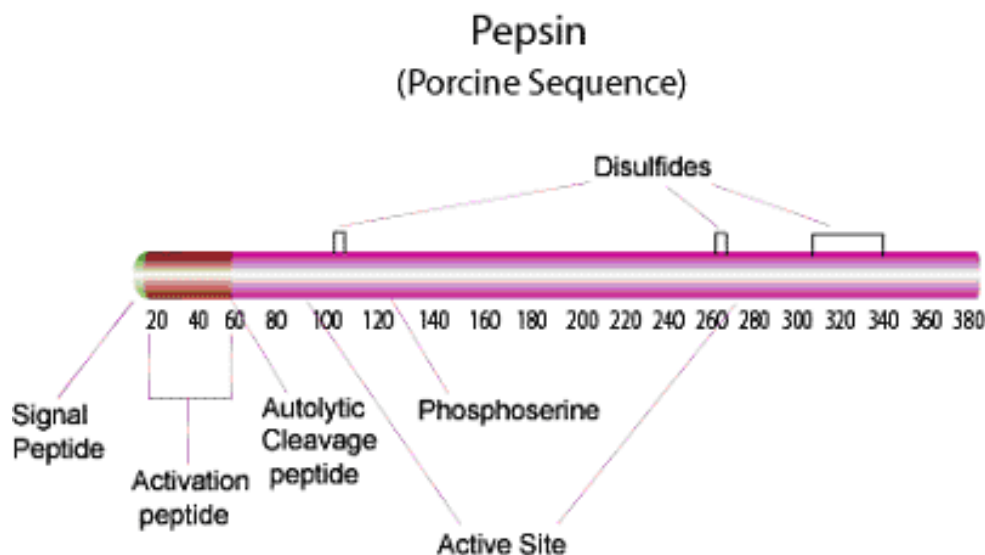 Pepsin
(Porcine Sequence)
Disulfides
20 40 60 80 100 120 140 160 180 200 220 240 260 280 300 320 340 360 380
Signal
Peptide
Activation
peptide
Autolytic
Cleavage
peptide
Phosphoserine
Active Site